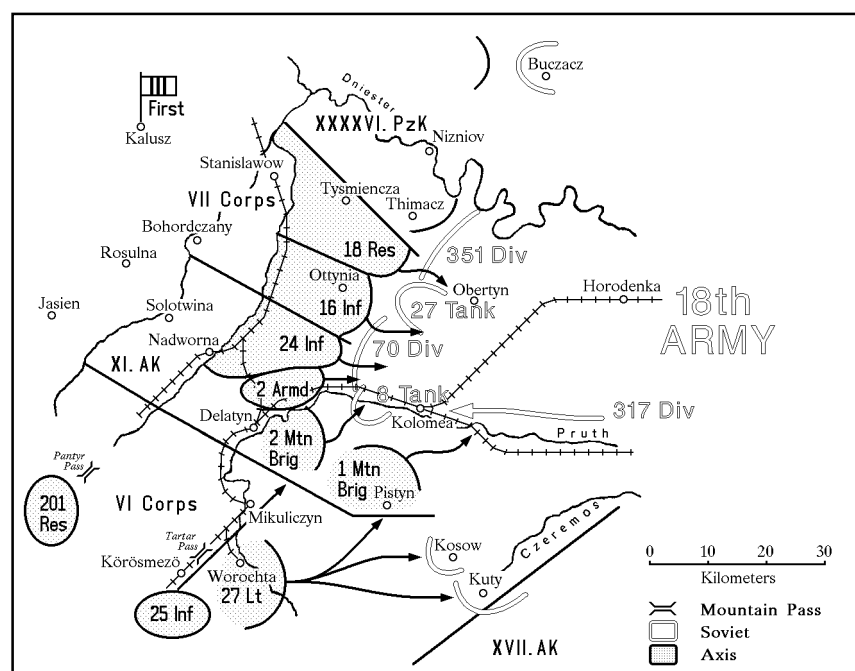 Buczacz
Dniester
First
Kalusz
XXXXVI. PzK
Nizniov
Stanislawow
Tysmiencza
Thimacz
VII Corps
Bohordczany
18 Res
351 Div
Rosulna
Ottynia
Obertyn
Horodenka
16 Inf
27 Tank
18th
ARMY
Jasien
Solotwina
Nadworna
24 Inf
70 Div
XI. AK
2 Armd
8 Tank
317 Div
Delatyn
Kolomea
Pruth
2 Mtn
Brig
1 Mtn
Brig
Pantyr
Pass
201
Res
VI Corps
Pistyn
Mikuliczyn
Tartar
Pass
Czeremos
Körösmezö
Worochta
Kosow
27 Lt
Kuty
25 Inf
XVII. AK
0 10 20 30
Kilometers
Mountain Pass
Soviet
Axis